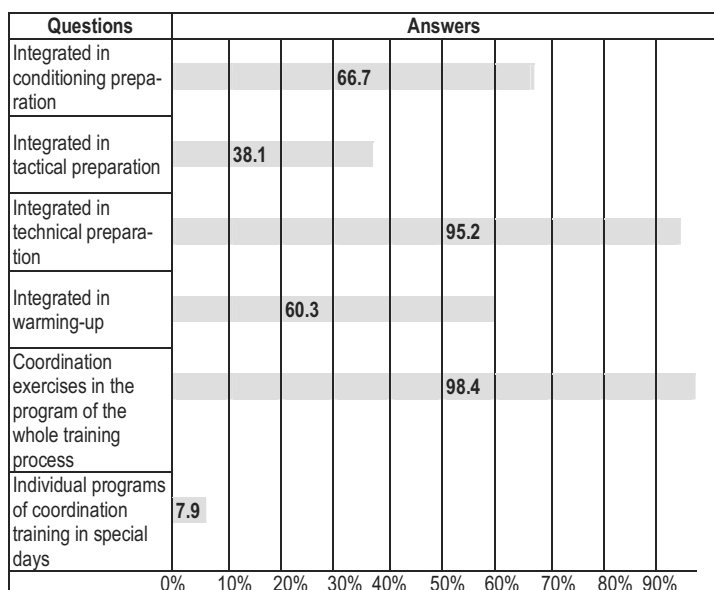 Questions Answers
Integrated in
conditioning prepa-
ration
66.7
Integrated in
tactical preparation
38.1
Integrated in
technical prepara-
tion
95.2
Integrated in
warming-up
60.3
Coordination
exercises in the
program of the
whole training
process
98.4
Individual programs
of coordination
training in special
days
7.9
0% 10% 20% 30% 40% 50% 60% 70% 80% 90%